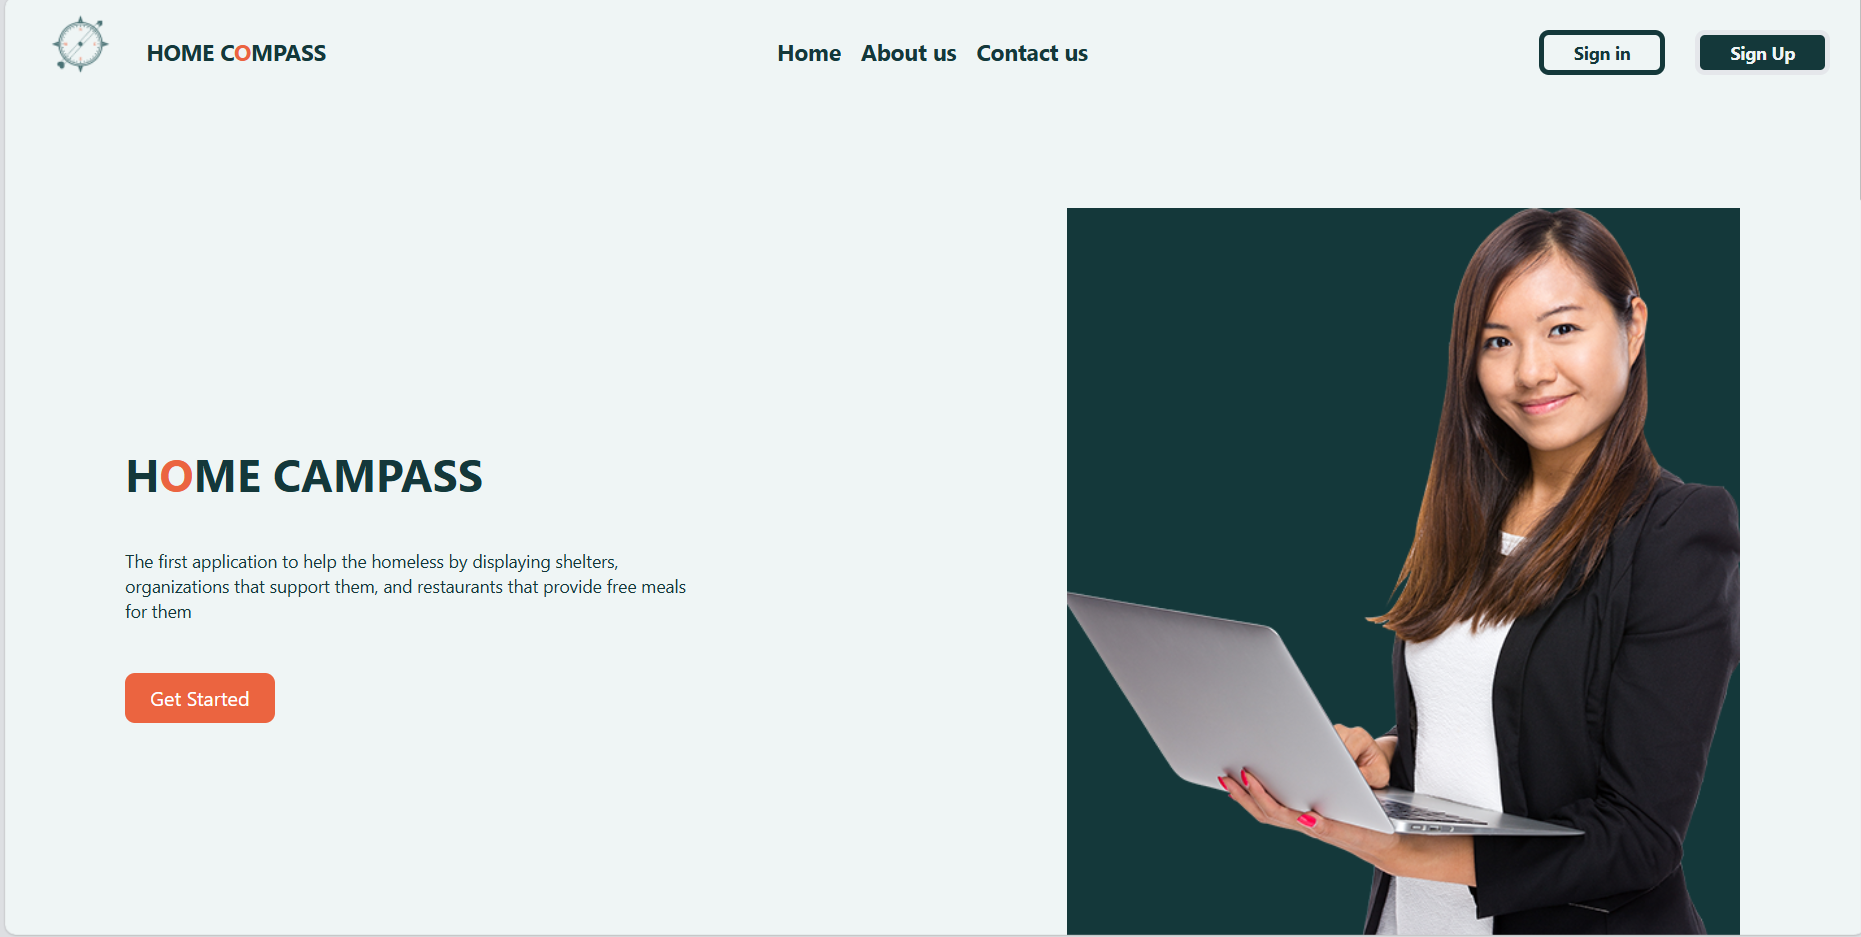 HOME COMPASS
Home About us Contact us
Sign in
Sign Up
HOME CAMPASS
The first application to help the homeless by displaying shelters,
organizations that support them, and restaurants that provide free meals
for them
Get Started